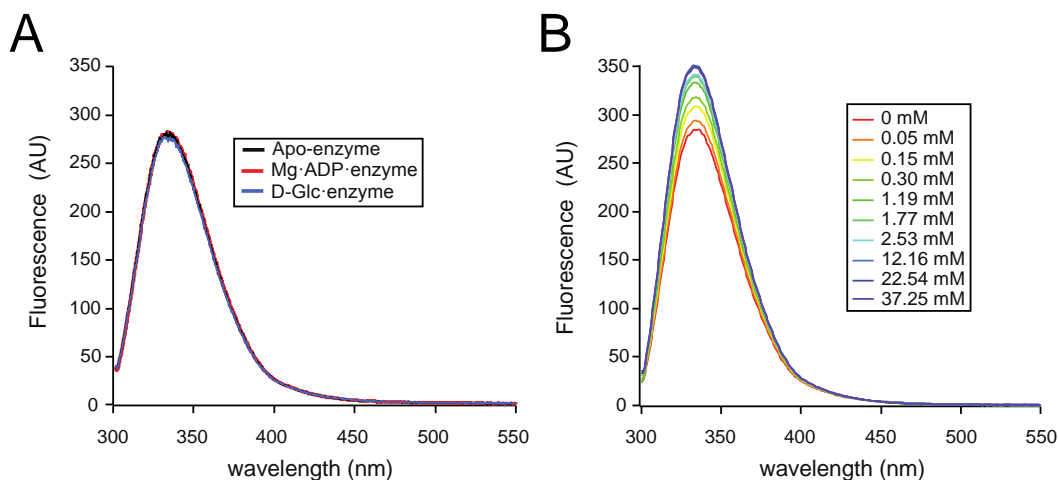 A
Fluorescence (AU)
350
300
250
200
150
100
50
0
300
350
400
450
500
550
wavelength (nm)
Apo-enzyme
Mg·ADP·enzyme
D-Glc·enzyme
B
Fluorescence (AU)
350
300
250
200
150
100
50
0
300
350
400
450
500
550
wavelength (nm)
0 mM
0.05 mM
0.15 mM
0.30 mM
1.19 mM
1.77 mM
2.53 mM
12.16 mM
22.54 mM
37.25 mM